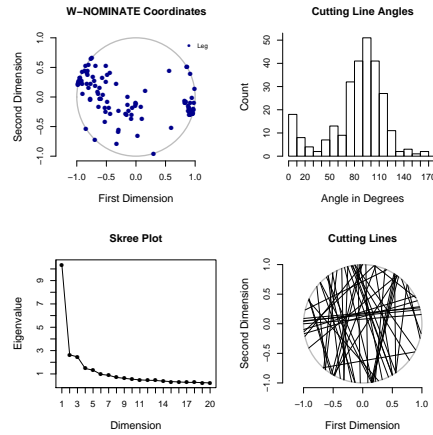 W−NOMINATE Coordinates
Second Dimension
1.0
0.5
0.0
−0.5
−1.0
Leg
−1.0 −0.5 0.0 0.5 1.0
First Dimension
Cutting Line Angles
Count
50
40
30
20
10
0
0 20 50 80 110 140 170
Angle in Degrees
Skree Plot
Eigenvalue
9
7
5
3
1
1 3 5 7 9 11 14 17 20
Dimension
Cutting Lines
Second Dimension
1.0
0.5
0.0
−0.5
−1.0
−1.0 −0.5 0.0 0.5 1.0
First Dimension